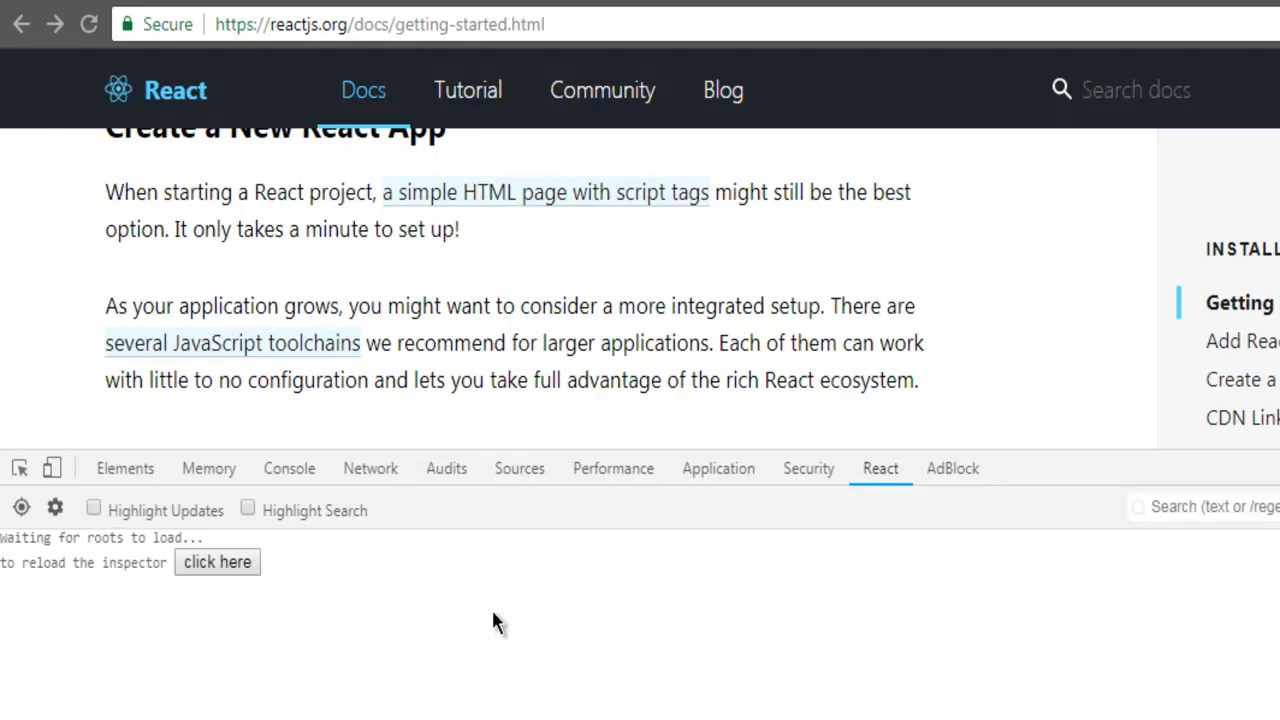 Secure https://reactjs.org/docs/getting-started.html
React Docs Tutorial Community Blog Search docs
Create a New React App
When starting a React project, a simple HTML page with script tags might still be the best
option. It only takes a minute to set up!
As your application grows, you might want to consider a more integrated setup. There are
several JavaScript toolchains we recommend for larger applications. Each of them can work
with little to no configuration and lets you take full advantage of the rich React ecosystem.
INSTALL
Getting
Add Reac
Create a
CDN Link
Elements Memory Console Network Audits Sources Performance Application Security React AdBlock
Highlight Updates Highlight Search Search (text or /rege
waiting for roots to load...
to reload the inspector click here